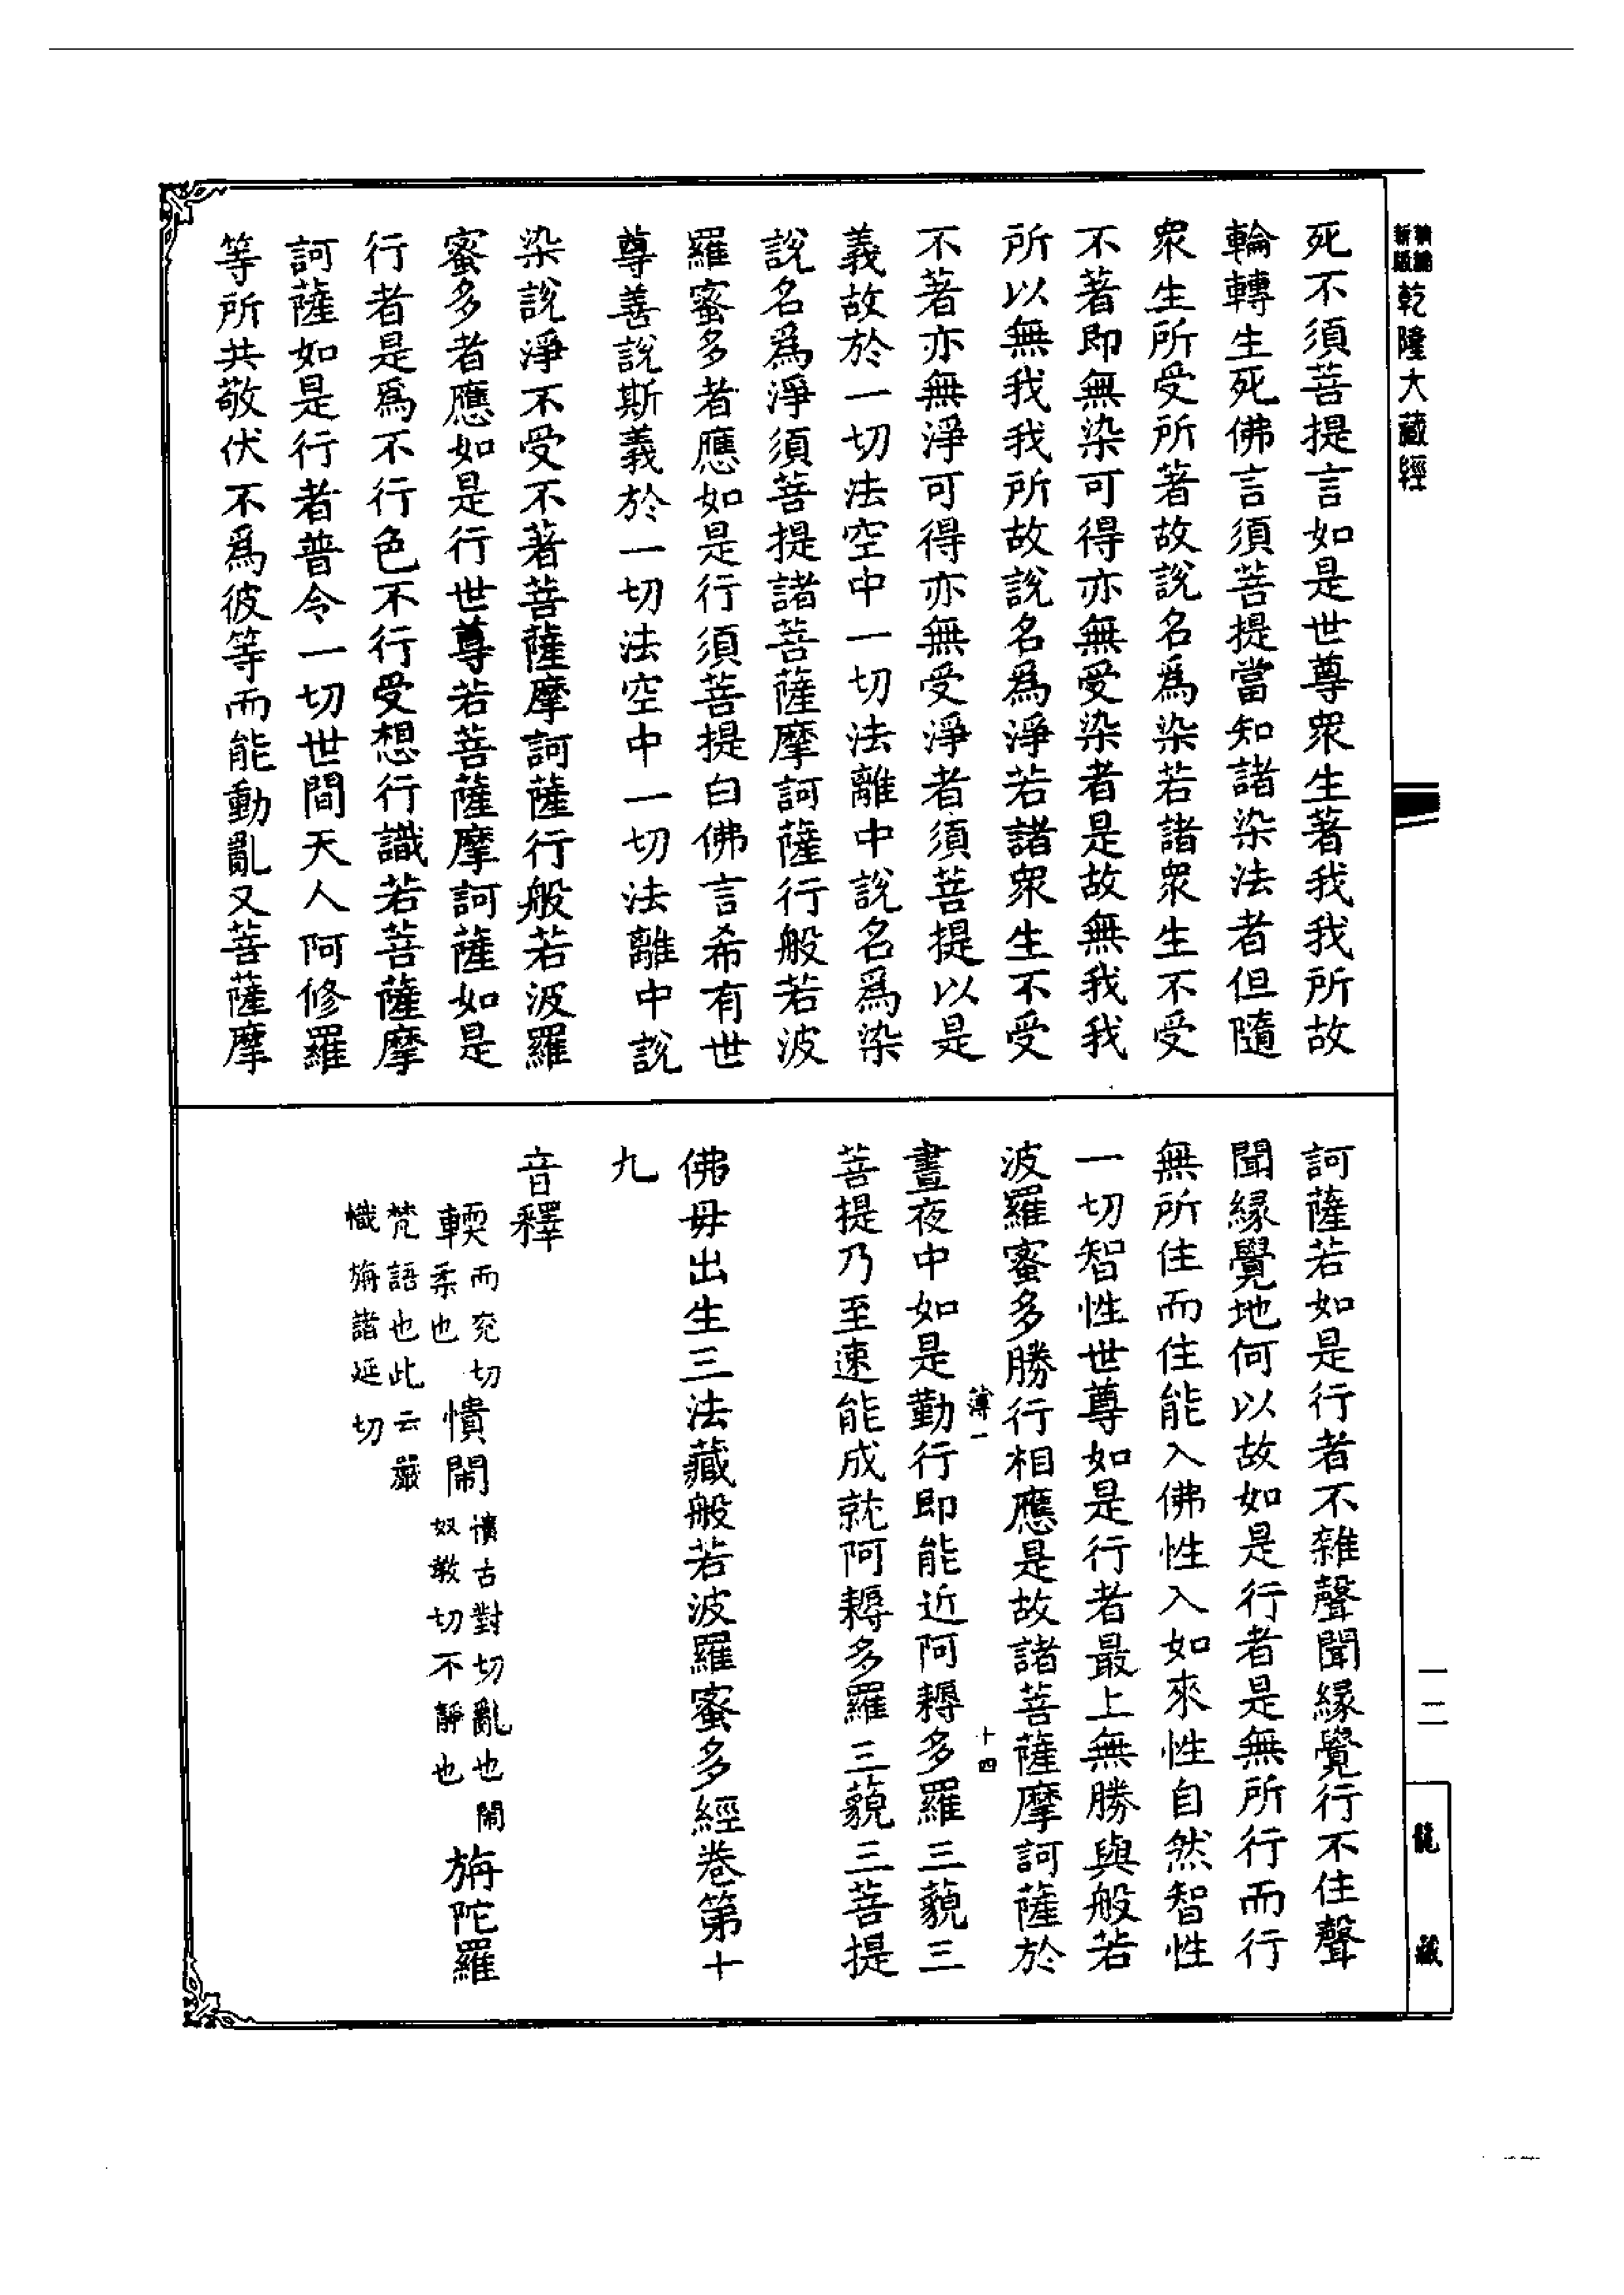 新編
新版
乾隆大藏經
死不須菩提言如是世尊衆生著我我所故
輪轉生死佛言須菩提當知諸染法者但隨
衆生所受所著故說名爲染若諸衆生不受
不著即無染可得亦無受染者是故無我我
所以無我我所故說名爲淨若諸衆生不受
不著亦無淨可得亦無受淨者須菩提以是
義故於一切法空中一切法離中說名爲染
說名爲淨須菩提諸菩薩摩訶薩行般若波
羅蜜多者應如是行須菩提白佛言希有世
尊善說斯義於一切法空中一切法離中說
染說淨不受不著菩薩摩訶薩行般若波羅
蜜多者應如是行世尊若菩薩摩訶薩如是
行者是爲不行色不行受想行識若菩薩摩
訶薩如是行者普令一切世間天人阿修羅
等所共敬伏不爲彼等而能動亂又菩薩摩
訶薩若如是行者不雜聲聞緣覺行不住聲
聞緣覺地何以故如是行者是無所行而行
無所住而住能入佛性入如來性自然智性
一切智性世尊如是行者最上無勝與般若
波羅蜜多勝行相應是故諸菩薩摩訶薩於
薄一
十四
晝夜中如是勤行即能近阿耨多羅三藐三
菩提乃至速能成就阿耨多羅三藐三菩提
佛母出生三法藏般若波羅蜜多經卷第十
九
音釋
輭而兖切柔也 憒閙憒古對切亂也閙奴教切不靜也 旃陀羅
梵語也此云嚴
幟旃諸延切
一二
龍藏